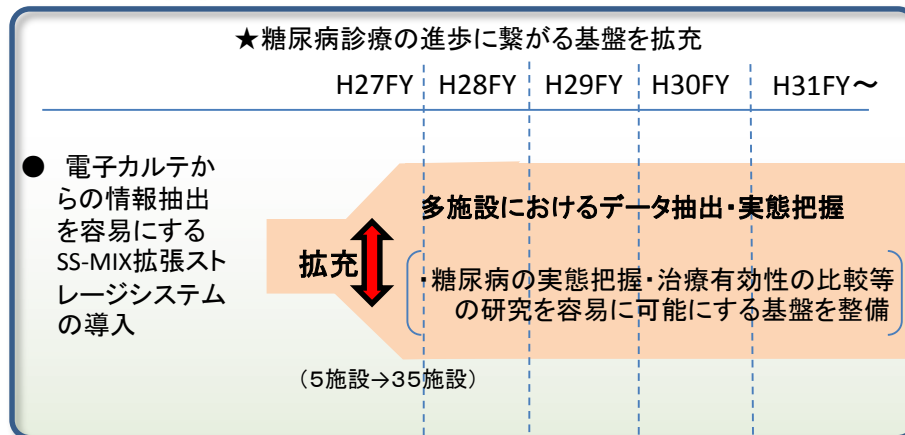 ★糖尿病診療の進歩に繋がる基盤を拡充
H27FY H28FY H29FY H30FY H31FY～
● 電子カルテか
らの情報抽出
を容易にする
SS-MIX拡張スト
レージシステム
の導入
拡充
多施設におけるデータ抽出・実態把握
・糖尿病の実態把握・治療有効性の比較等
の研究を容易に可能にする基盤を整備
（５施設→３５施設）